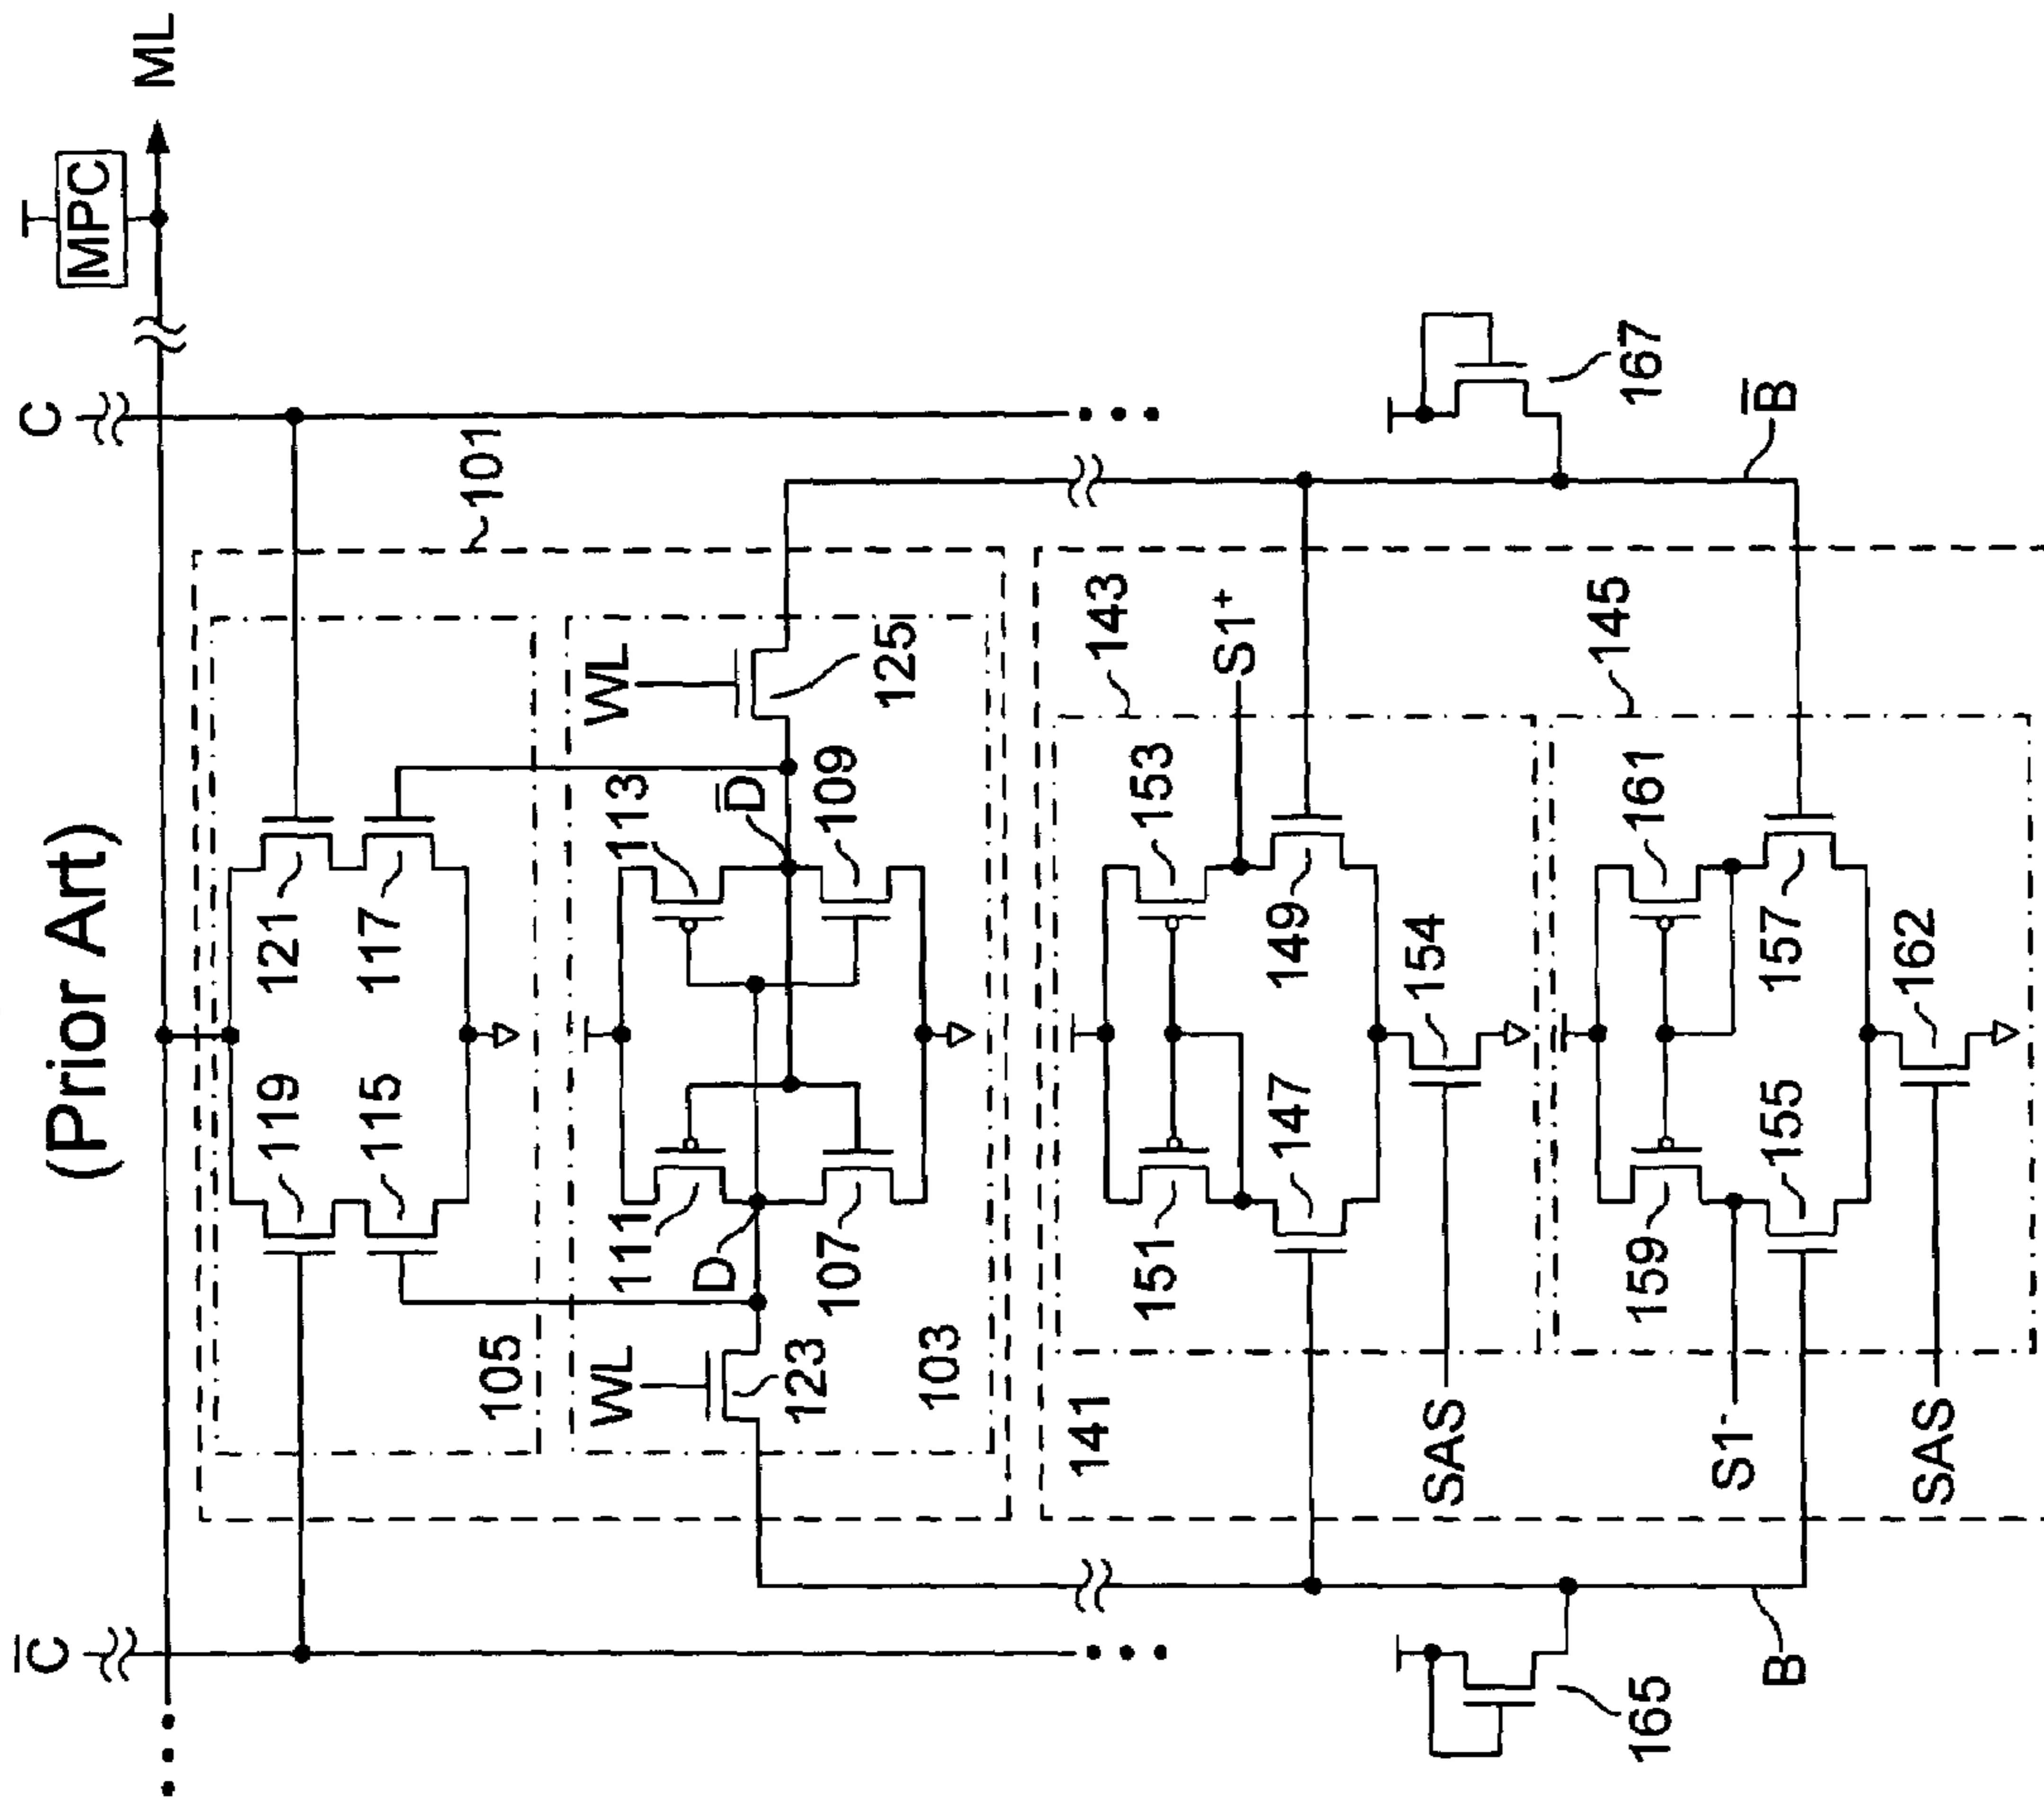 (Prior Art)
C̅
C
MPC
ML
101
119
121
115
117
105
WL
WL
111
113
D
D̅
123
125
107
109
103
141
143
151
153
S1⁺
147
149
SAS
154
145
159
161
S1⁻
155
157
SAS
162
165
167
B
B̅